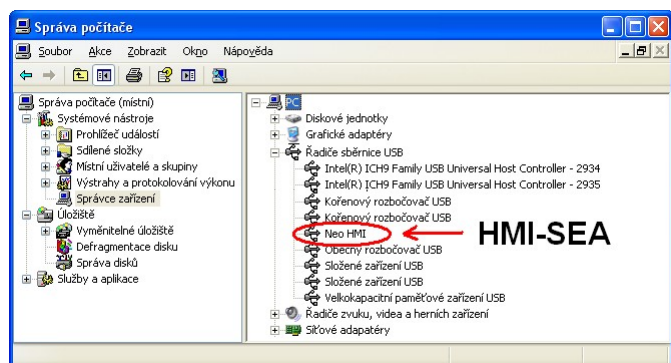 Správa počítače
Soubor Akce Zobrazit Okno Nápověda
Správa počítače (místní)
Systémové nástroje
Prohlížeč událostí
Sdílené složky
Místní uživatelé a skupiny
Výstrahy a protokolování výkonu
Správce zařízení
Úložiště
Vyměnitelné úložiště
Defragmentace disku
Správa disků
Služby a aplikace
PC
Diskové jednotky
Grafické adaptéry
Řadiče sběrnice USB
Intel(R) ICH9 Family USB Universal Host Controller - 2934
Intel(R) ICH9 Family USB Universal Host Controller - 2935
Kořenový rozbočovač USB
Kořenový rozbočovač USB
Neo HMI
HMI-SEA
Obecný rozbočovač USB
Složené zařízení USB
Složené zařízení USB
Velkokapacitní paměťové zařízení USB
Řadiče zvuku, videa a herních zařízení
Síťové adapatéry